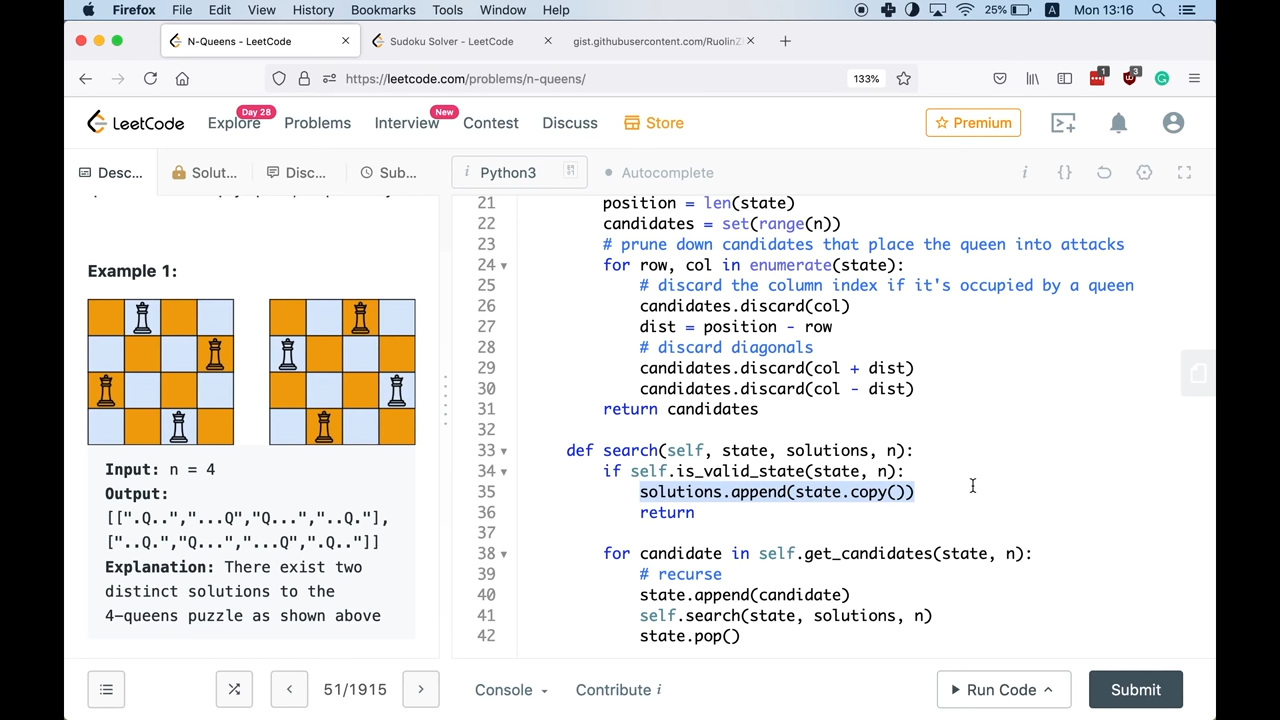 Firefox File Edit View History Bookmarks Tools Window Help 25% A Mon 13:16
N-Queens - LeetCode × Sudoku Solver - LeetCode × gist.githubusercontent.com/RuolinZ × +
https://leetcode.com/problems/n-queens/ 133% 1 3
LeetCode Explore Day 28 Problems Interview New Contest Discuss Store Premium
Desc... Solut... Disc... Sub... i Python3 Autocomplete i {}
Example 1:
Input: n = 4
Output:
[[".Q..","...Q","Q...","..Q."],
["..Q.","Q...","...Q",".Q.."]]
Explanation: There exist two
distinct solutions to the
4-queens puzzle as shown above
21 position = len(state)
22 candidates = set(range(n))
23 # prune down candidates that place the queen into attacks
24 for row, col in enumerate(state):
25 # discard the column index if it's occupied by a queen
26 candidates.discard(col)
27 dist = position - row
28 # discard diagonals
29 candidates.discard(col + dist)
30 candidates.discard(col - dist)
31 return candidates
32
33 def search(self, state, solutions, n):
34 if self.is_valid_state(state, n):
35 solutions.append(state.copy())
36 return
37
38 for candidate in self.get_candidates(state, n):
39 # recurse
40 state.append(candidate)
41 self.search(state, solutions, n)
42 state.pop()
51/1915 Console Contribute i Run Code Submit